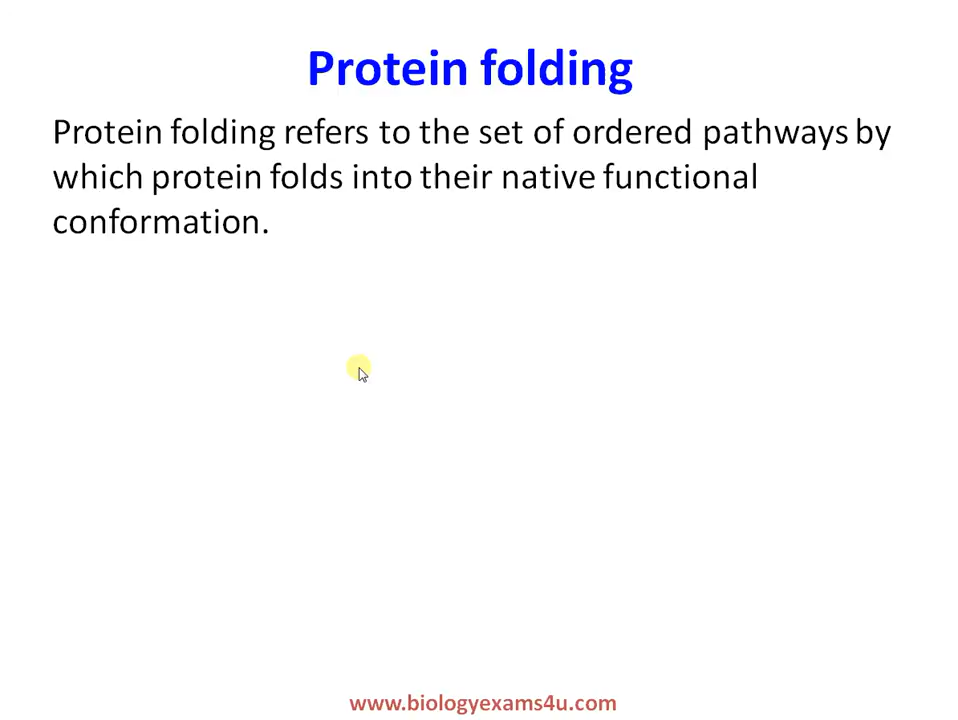 Protein folding
Protein folding refers to the set of ordered pathways by
which protein folds into their native functional
conformation.
www.biologyexams4u.com